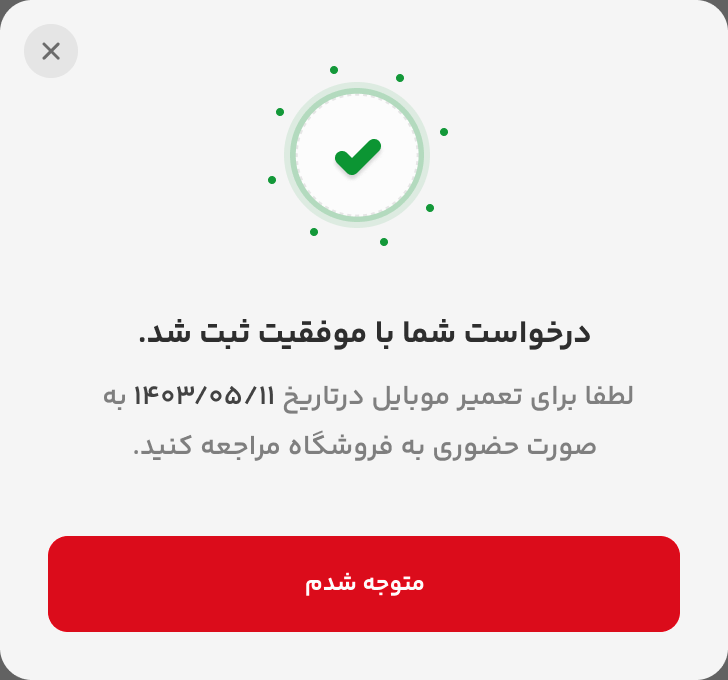 درخواست شما با موفقیت ثبت شد.
لطفا برای تعمیر موبایل درتاریخ ۱۴۰۳/۰۵/۱۱ به
صورت حضوری به فروشگاه مراجعه کنید.
متوجه شدم